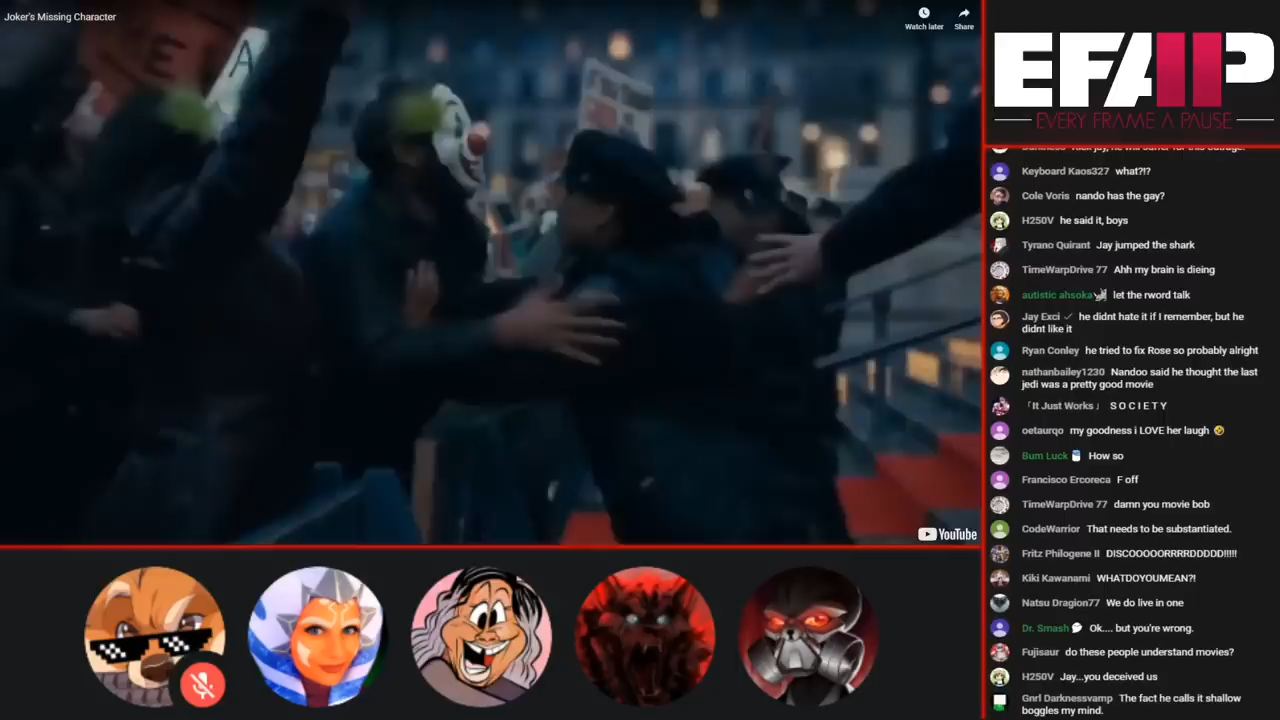 Joker's Missing Character
Watch later
Share
A
YouTube
EFAP
EVERY FRAME A PAUSE
Keyboard Kaos327 what?!?
Cole Voris nando has the gay?
H250V he said it, boys
Tyrano Quirant Jay jumped the shark
TimeWarpDrive 77 Ahh my brain is dieing
autistic ahsoka let the rword talk
Jay Exci ✓ he didnt hate it if I remember, but he
didnt like it
Ryan Conley he tried to fix Rose so probably alright
nathanbailey1230 Nandoo said he thought the last
jedi was a pretty good movie
「It Just Works」 S O C I E T Y
oetaurqo my goodness i LOVE her laugh 🤣
Bum Luck How so
Francisco Ercoreca F off
TimeWarpDrive 77 damn you movie bob
CodeWarrior That needs to be substantiated.
Fritz Philogene II DISCOOOOORRRRDDDDD!!!!!
Kiki Kawanami WHATDOYOUMEAN?!
Natsu Dragion77 We do live in one
Dr. Smash Ok.... but you're wrong.
Fujisaur do these people understand movies?
H250V Jay...you deceived us
Gnrl Darknessvamp The fact he calls it shallow
boggles my mind.